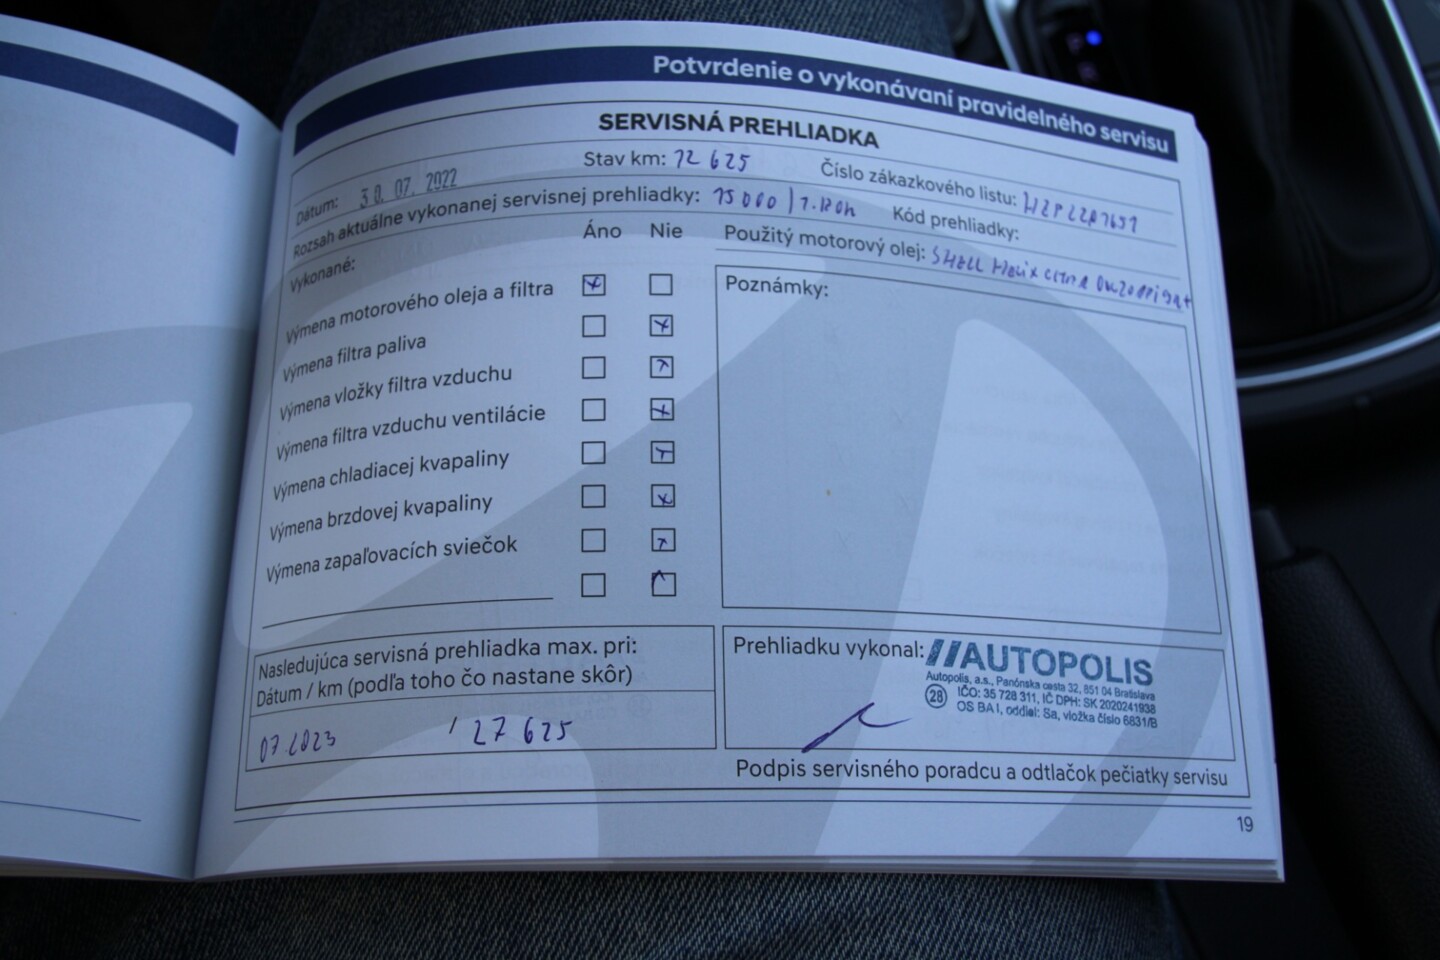 Potvrdenie o vykonávaní pravidelného servisu
SERVISNÁ PREHLIADKA
Dátum: 30. 07. 2022 Stav km: 12 625 Číslo zákazkového listu:
Rozsah aktuálne vykonanej servisnej prehliadky: 15 000 / Kód prehliadky:
Vykonané: Áno Nie Použitý motorový olej: SHELL Helix ULTRA
Výmena motorového oleja a filtra
Výmena filtra paliva
Výmena vložky filtra vzduchu
Výmena filtra vzduchu ventilácie
Výmena chladiacej kvapaliny
Výmena brzdovej kvapaliny
Výmena zapaľovacích sviečok
Poznámky:
Nasledujúca servisná prehliadka max. pri:
Dátum / km (podľa toho čo nastane skôr)
07.2023 / 27 625
Prehliadku vykonal:
//AUTOPOLIS
Autopolis, a.s., Panónska cesta 32, 851 04 Bratislava
28 IČO: 35 728 311, IČ DPH: SK 2020241938
OS BA I, oddiel: Sa, vložka číslo 6831/B
Podpis servisného poradcu a odtlačok pečiatky servisu
19